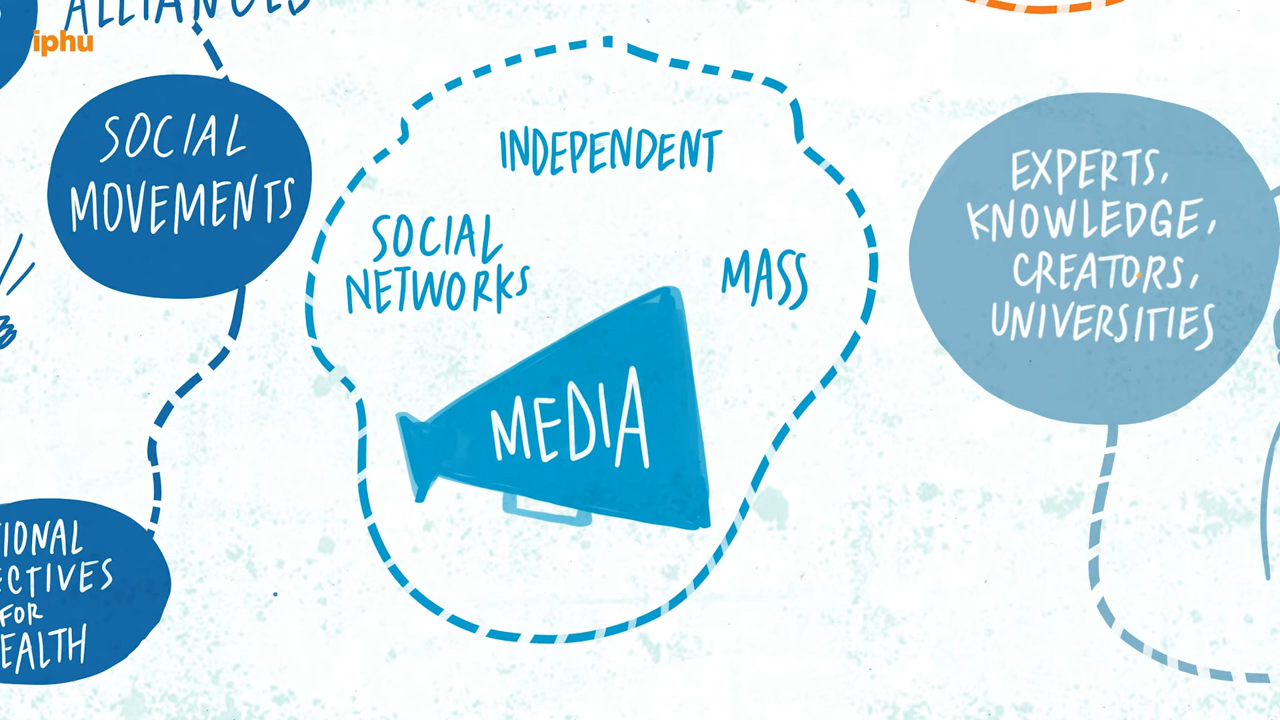 ALLIANCES
iphu
SOCIAL
MOVEMENTS
INDEPENDENT
SOCIAL
NETWORKS
MASS
MEDIA
EXPERTS,
KNOWLEDGE,
CREATORS,
UNIVERSITIES
FOR